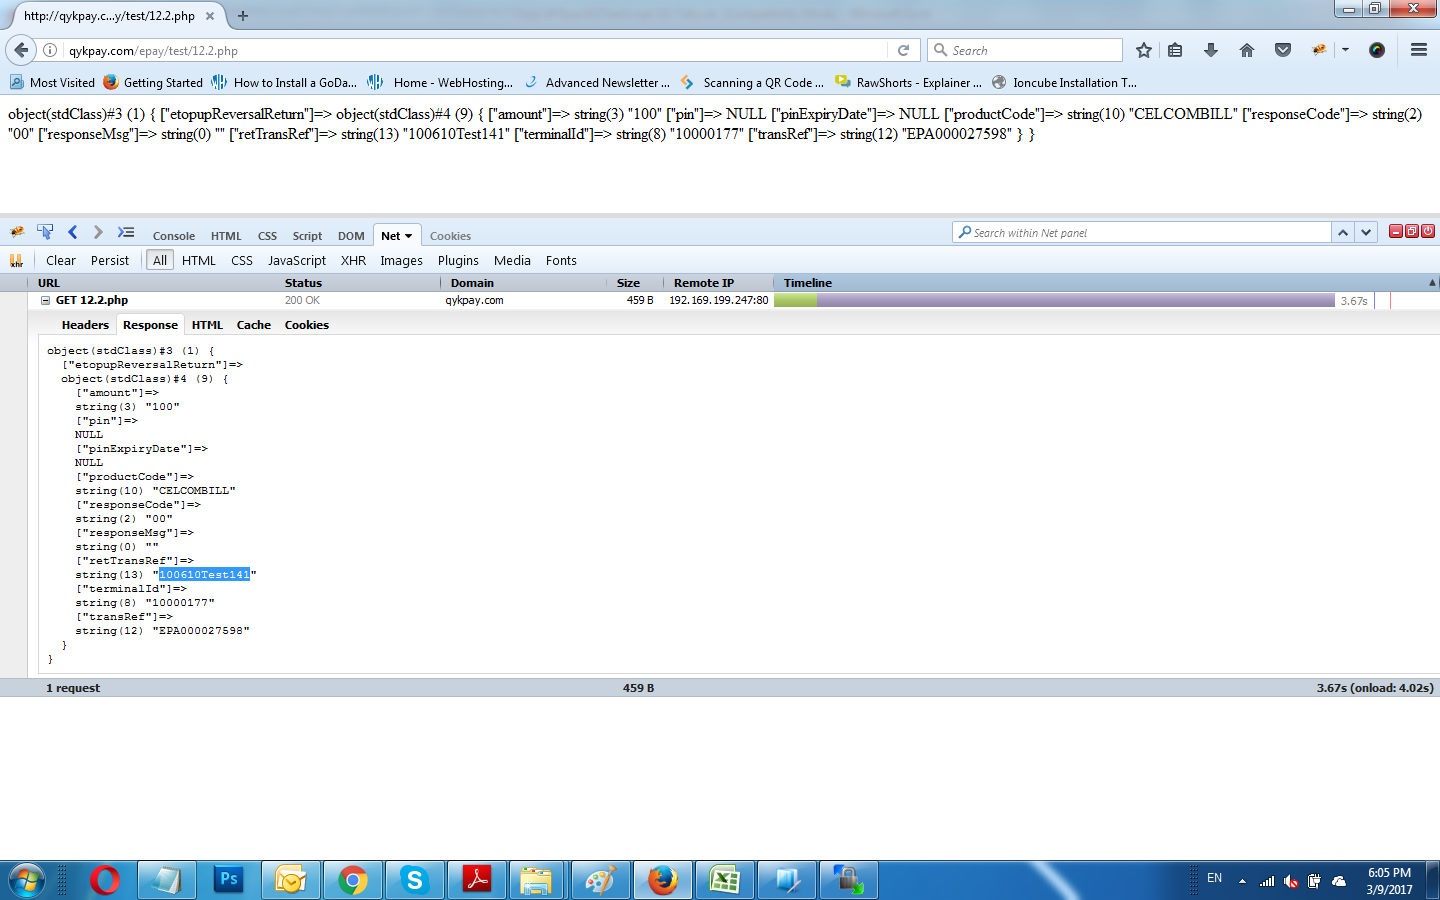 http://qykpay.c...y/test/12.2.php
qykpay.com/epay/test/12.2.php
Search
Most Visited Getting Started How to Install a GoDa... Home - WebHosting... Advanced Newsletter ... Scanning a QR Code ... RawShorts - Explainer ... Ioncube Installation T...
object(stdClass)#3 (1) { ["etopupReversalReturn"]=> object(stdClass)#4 (9) { ["amount"]=> string(3) "100" ["pin"]=> NULL ["pinExpiryDate"]=> NULL ["productCode"]=> string(10) "CELCOMBILL" ["responseCode"]=> string(2)
"00" ["responseMsg"]=> string(0) "" ["retTransRef"]=> string(13) "100610Test141" ["terminalId"]=> string(8) "10000177" ["transRef"]=> string(12) "EPA000027598" } }
Console HTML CSS Script DOM Net Cookies
Search within Net panel
xhr Clear Persist All HTML CSS JavaScript XHR Images Plugins Media Fonts
URL Status Domain Size Remote IP Timeline
GET 12.2.php 200 OK qykpay.com 459 B 192.169.199.247:80 3.67s
Headers Response HTML Cache Cookies
object(stdClass)#3 (1) {
["etopupReversalReturn"]=>
object(stdClass)#4 (9) {
["amount"]=>
string(3) "100"
["pin"]=>
NULL
["pinExpiryDate"]=>
NULL
["productCode"]=>
string(10) "CELCOMBILL"
["responseCode"]=>
string(2) "00"
["responseMsg"]=>
string(0) ""
["retTransRef"]=>
string(13) "100610Test141"
["terminalId"]=>
string(8) "10000177"
["transRef"]=>
string(12) "EPA000027598"
}
}
1 request 459 B 3.67s (onload: 4.02s)
Ps
EN
6:05 PM
3/9/2017